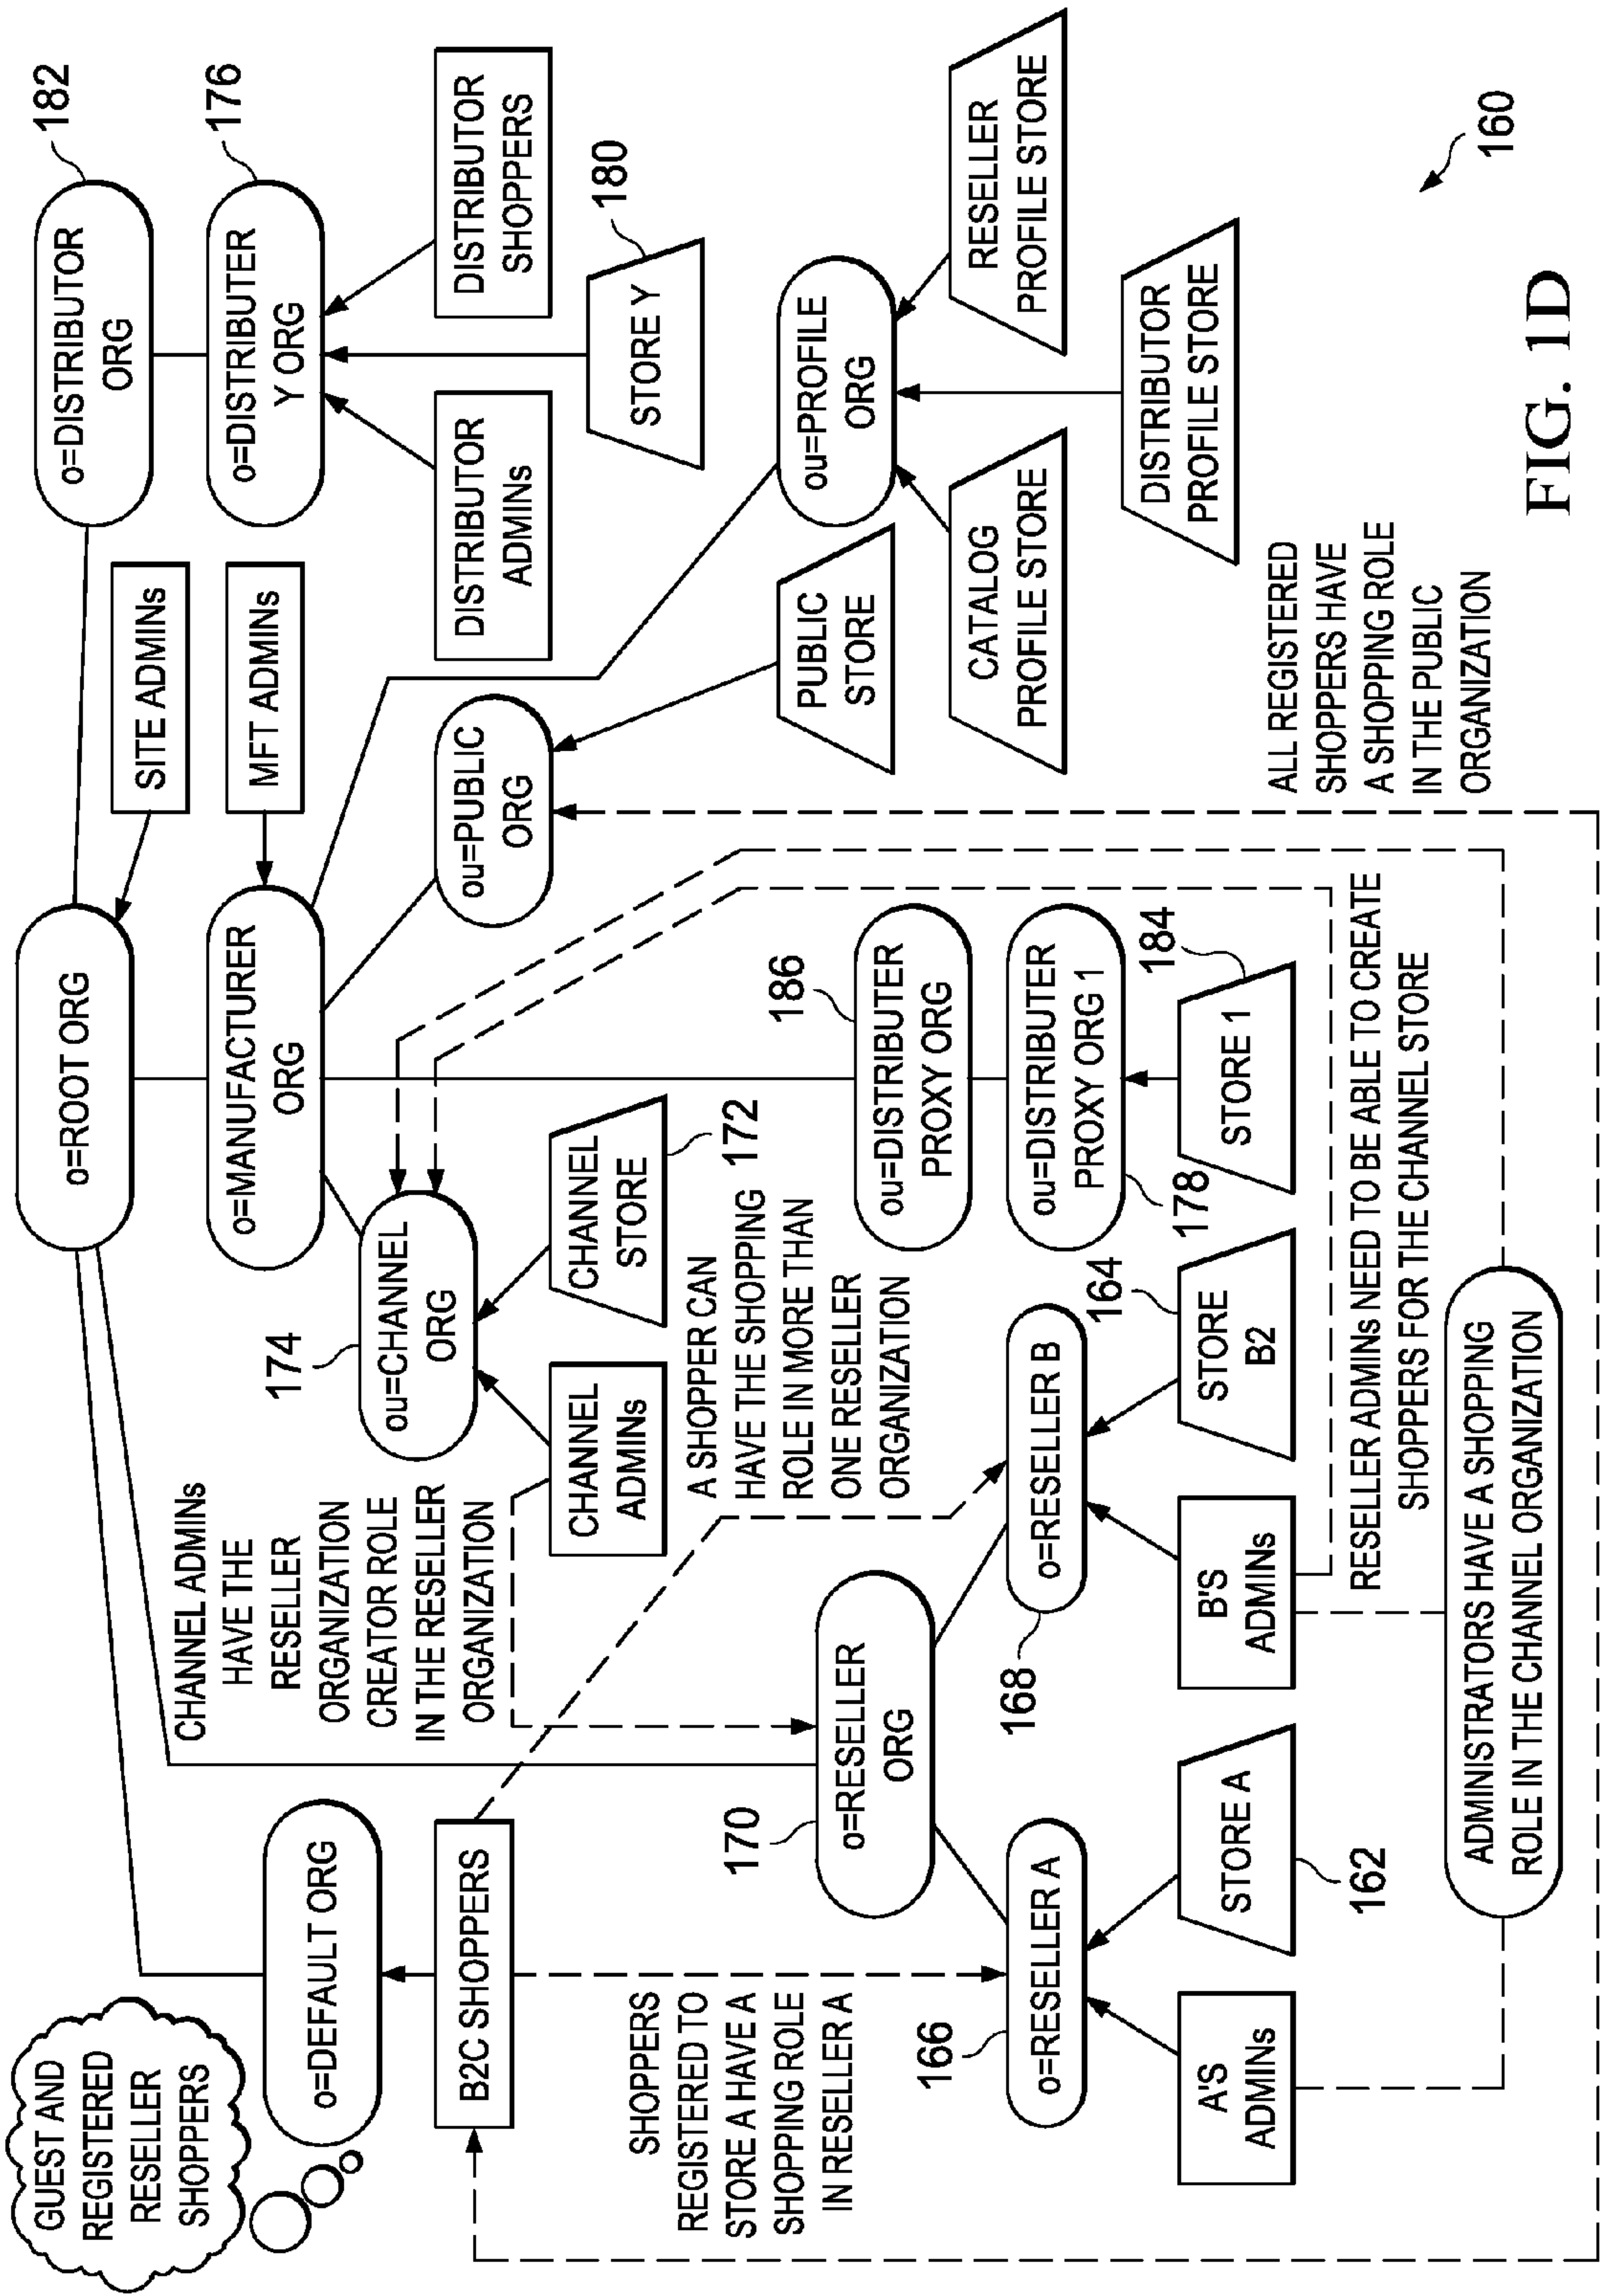 GUEST AND
REGISTERED
RESELLER
SHOPPERS
o=ROOT ORG
o=DISTRIBUTOR
ORG
182
SITE ADMINs
o=DEFAULT ORG
CHANNEL ADMINs
HAVE THE
RESELLER
ORGANIZATION
CREATOR ROLE
IN THE RESELLER
ORGANIZATION
o=MANUFACTURER
ORG
MFT ADMINs
o=DISTRIBUTER
Y ORG
176
174
ou=CHANNEL
ORG
B2C SHOPPERS
ou=PUBLIC
ORG
DISTRIBUTOR
ADMINs
DISTRIBUTOR
SHOPPERS
CHANNEL
ADMINs
CHANNEL
STORE
172
STORE Y
180
SHOPPERS
REGISTERED TO
STORE A HAVE A
SHOPPING ROLE
IN RESELLER A
A SHOPPER CAN
HAVE THE SHOPPING
ROLE IN MORE THAN
ONE RESELLER
ORGANIZATION
170
o=RESELLER
ORG
186
ou=DISTRIBUTER
PROXY ORG
PUBLIC
STORE
ou=PROFILE
ORG
166
o=RESELLER A
168
o=RESELLER B
ou=DISTRIBUTER
PROXY ORG 1
178
CATALOG
PROFILE STORE
RESELLER
PROFILE STORE
A'S
ADMINs
STORE A
162
B'S
ADMINs
STORE
B2
164
STORE 1
184
DISTRIBUTOR
PROFILE STORE
RESELLER ADMINs NEED TO BE ABLE TO CREATE
SHOPPERS FOR THE CHANNEL STORE
ALL REGISTERED
SHOPPERS HAVE
A SHOPPING ROLE
IN THE PUBLIC
ORGANIZATION
ADMINISTRATORS HAVE A SHOPPING
ROLE IN THE CHANNEL ORGANIZATION
160
FIG. 1D